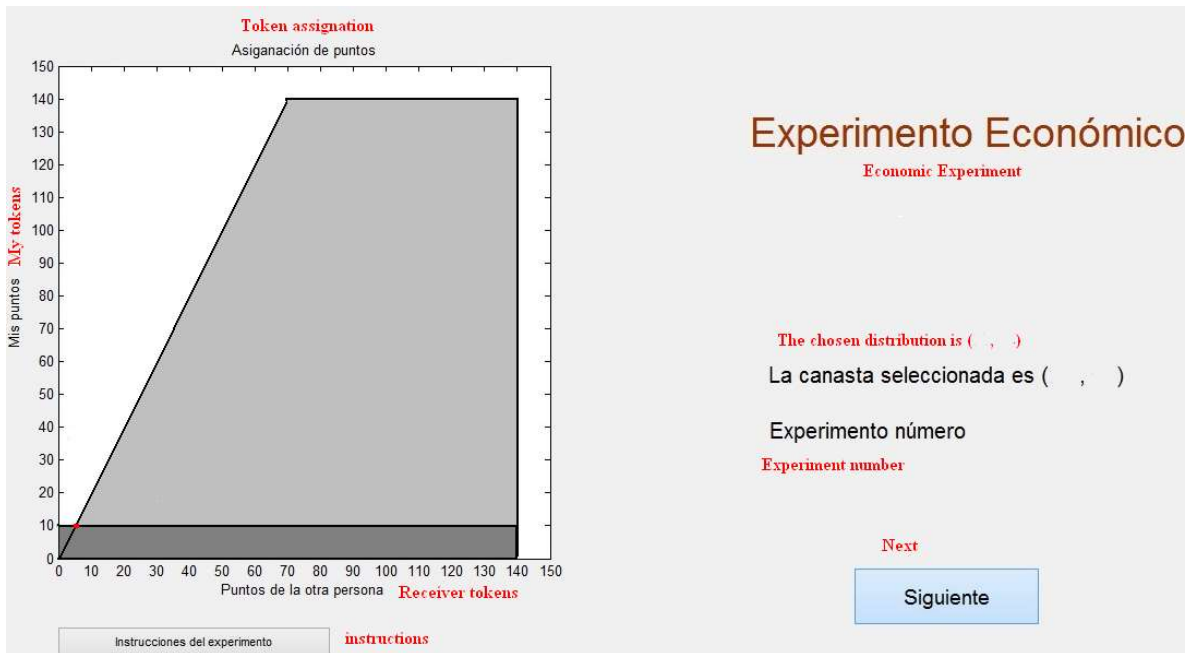 Token assignation
Asiganación de puntos
150
140
130
120
110
100
90
80
70
60
50
40
30
20
10
0
My tokens
Mis puntos
0 10 20 30 40 50 60 70 80 90 100 110 120 130 140 150
Puntos de la otra persona
Receiver tokens
Instrucciones del experimento
instructions
Experimento Económico
Economic Experiment
The chosen distribution is ( , )
La canasta seleccionada es ( , )
Experimento número
Experiment number
Next
Siguiente